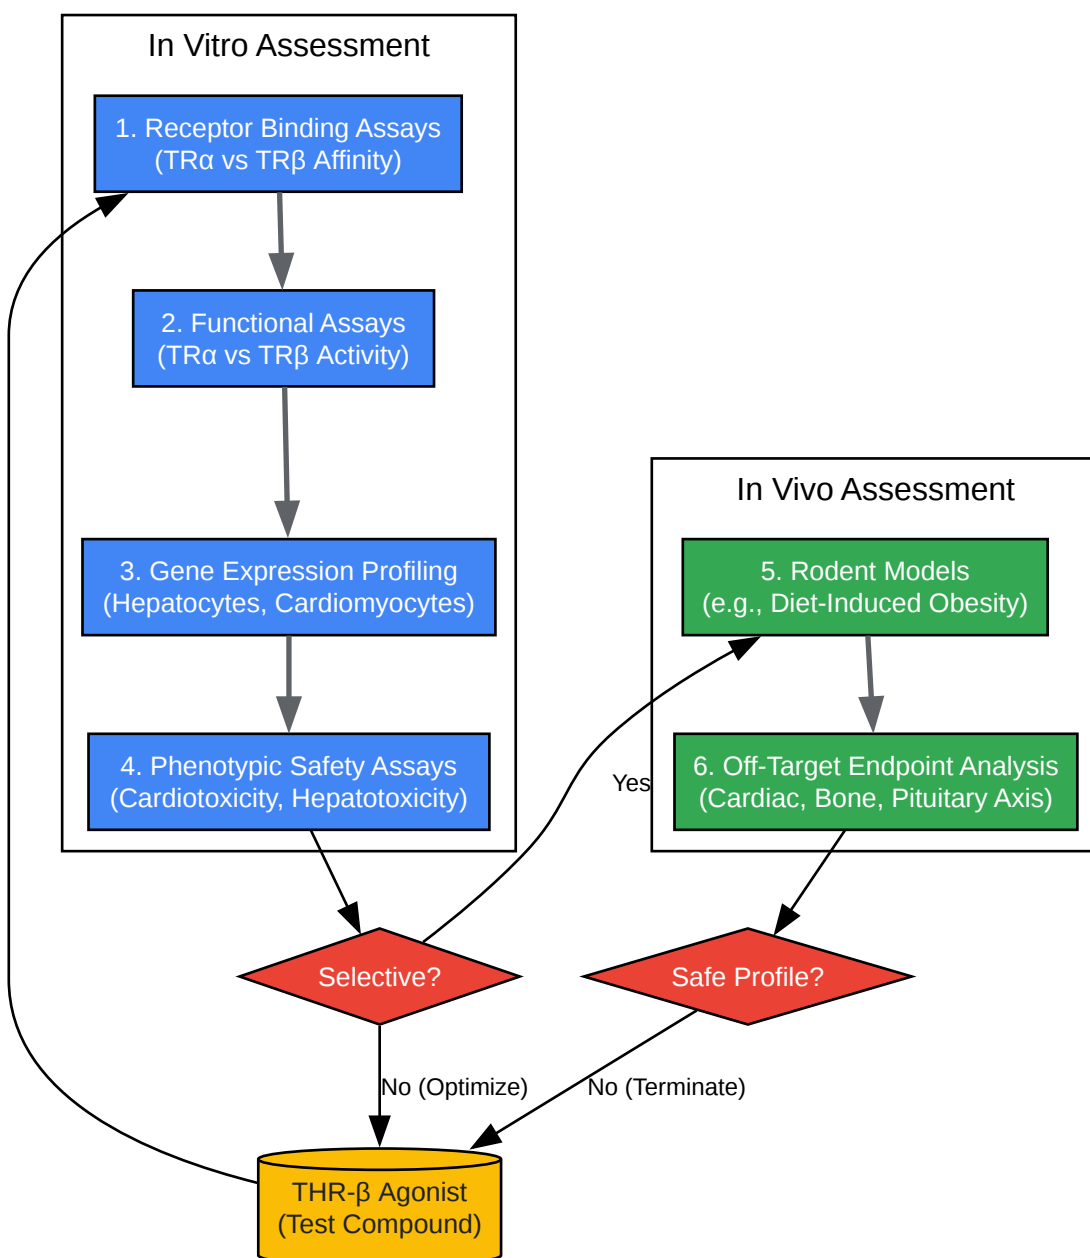 In Vitro Assessment
1. Receptor Binding Assays
(TRα vs TRβ Affinity)
2. Functional Assays
(TRα vs TRβ Activity)
3. Gene Expression Profiling
(Hepatocytes, Cardiomyocytes)
4. Phenotypic Safety Assays
(Cardiotoxicity, Hepatotoxicity)
In Vivo Assessment
5. Rodent Models
(e.g., Diet-Induced Obesity)
6. Off-Target Endpoint Analysis
(Cardiac, Bone, Pituitary Axis)
Yes
Selective?
Safe Profile?
No (Optimize)
No (Terminate)
THR-β Agonist
(Test Compound)